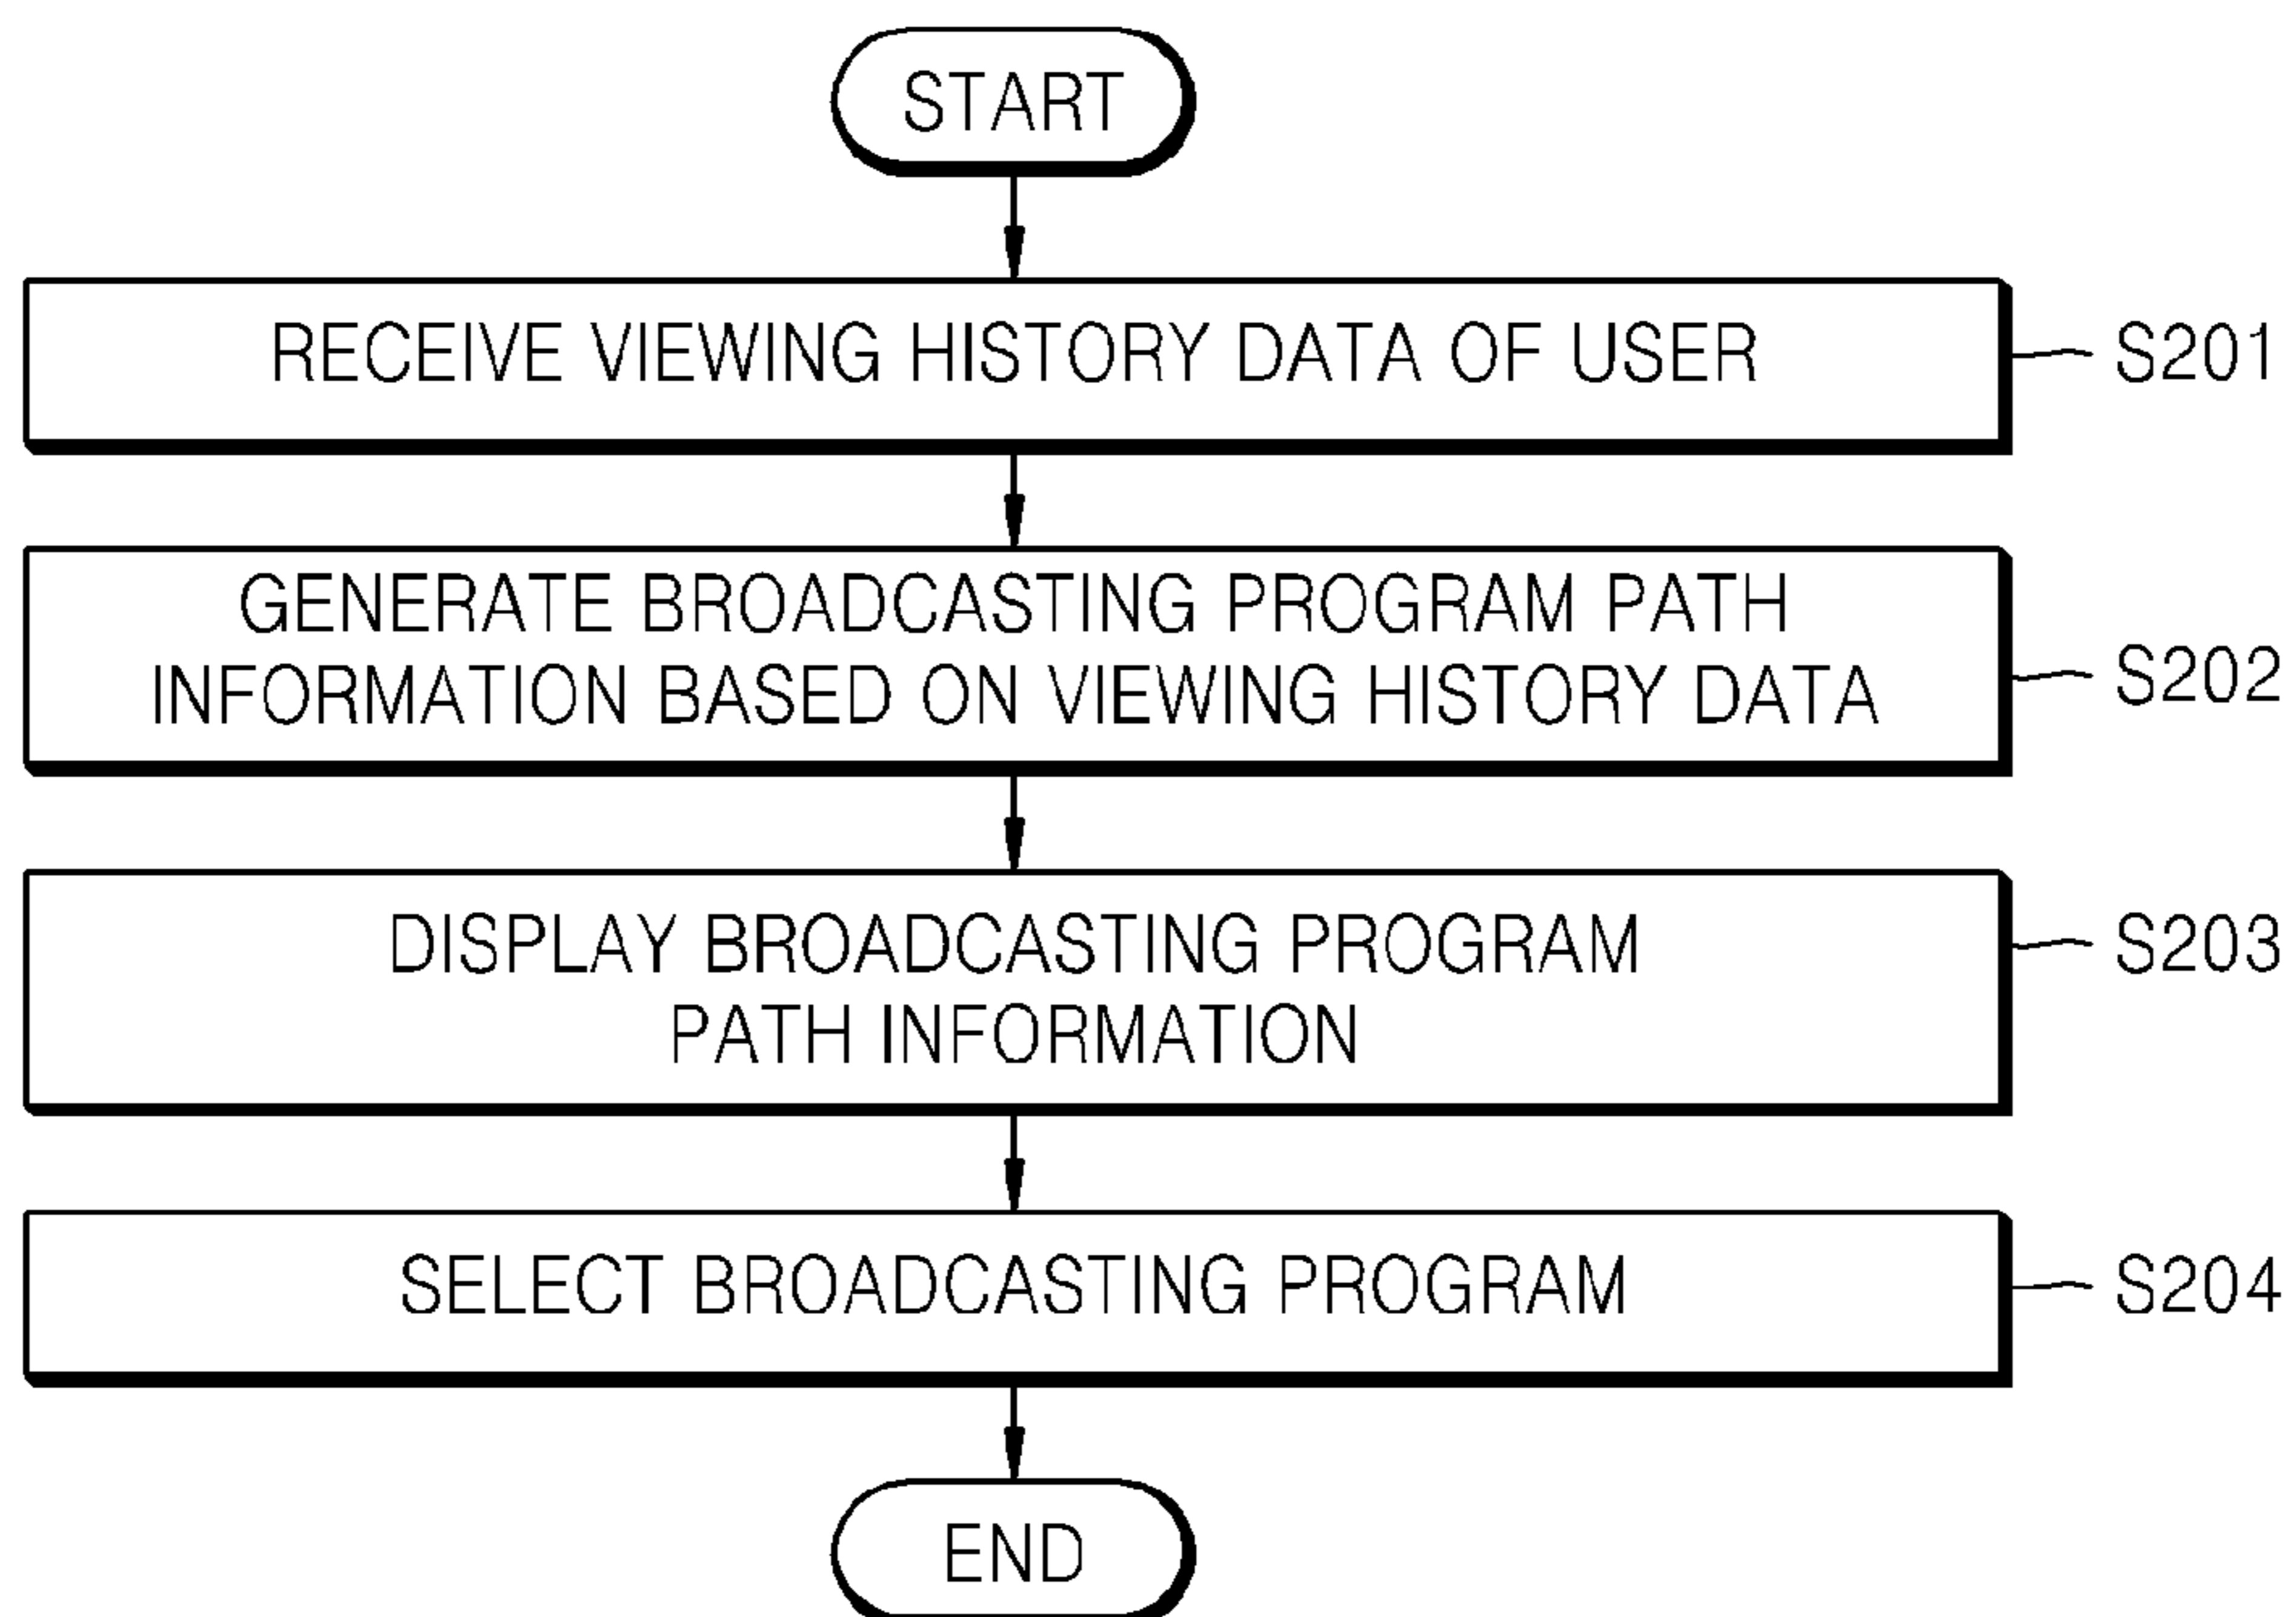 START
RECEIVE VIEWING HISTORY DATA OF USER
S201
GENERATE BROADCASTING PROGRAM PATH
INFORMATION BASED ON VIEWING HISTORY DATA
S202
DISPLAY BROADCASTING PROGRAM
PATH INFORMATION
S203
SELECT BROADCASTING PROGRAM
S204
END